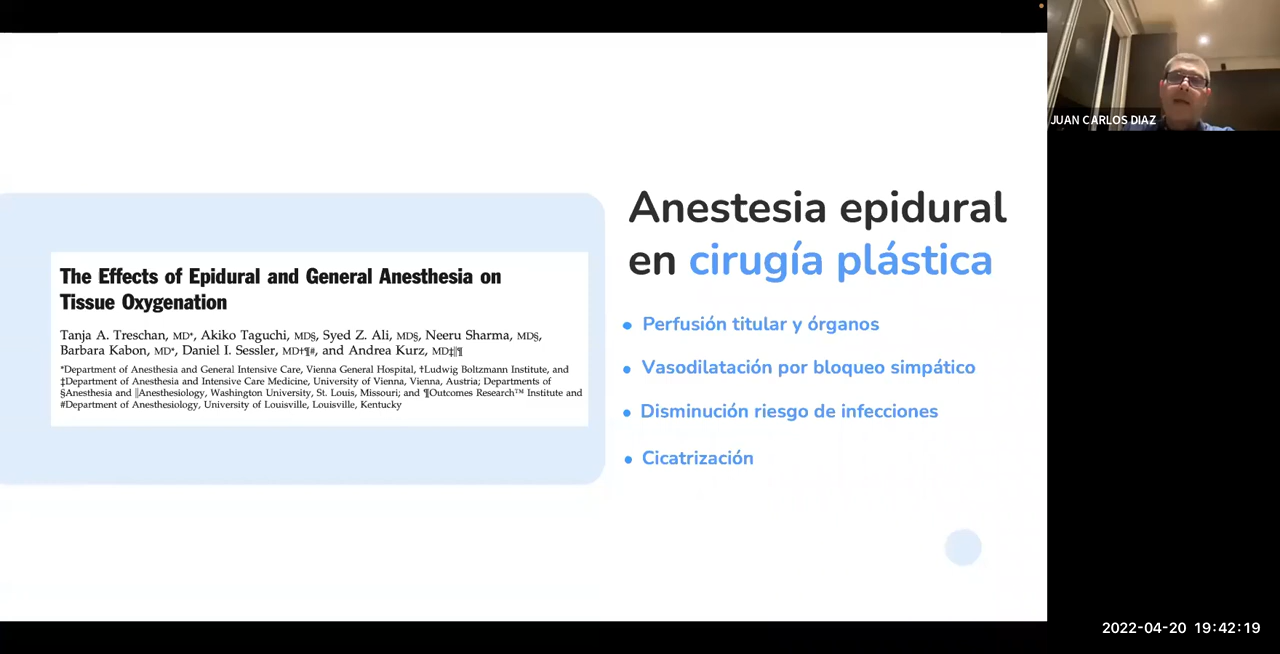 The Effects of Epidural and General Anesthesia on
Tissue Oxygenation
Tanja A. Treschan, MD*, Akiko Taguchi, MD§, Syed Z. Ali, MD§, Neeru Sharma, MD§,
Barbara Kabon, MD*, Daniel I. Sessler, MD†¶#, and Andrea Kurz, MD‡||¶
*Department of Anesthesia and General Intensive Care, Vienna General Hospital, †Ludwig Boltzmann Institute, and
‡Department of Anesthesia and Intensive Care Medicine, University of Vienna, Vienna, Austria; Departments of
§Anesthesia and ||Anesthesiology, Washington University, St. Louis, Missouri; and ¶Outcomes Research™ Institute and
#Department of Anesthesiology, University of Louisville, Louisville, Kentucky
Anestesia epidural
en cirugía plástica
• Perfusión titular y órganos
• Vasodilatación por bloqueo simpático
• Disminución riesgo de infecciones
• Cicatrización
JUAN CARLOS DIAZ
2022-04-20 19:42:19